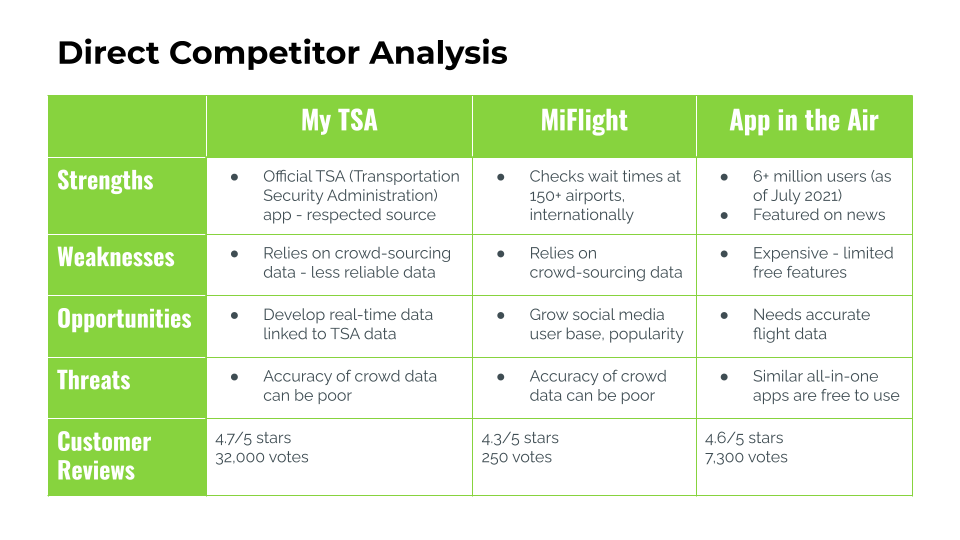 Direct Competitor Analysis
My TSA
MiFlight
App in the Air
Strengths
● Official TSA (Transportation
Security Administration)
app - respected source
● Checks wait times at
150+ airports,
internationally
● 6+ million users (as
of July 2021)
● Featured on news
Weaknesses
● Relies on crowd-sourcing
data - less reliable data
● Relies on
crowd-sourcing data
● Expensive - limited
free features
Opportunities
● Develop real-time data
linked to TSA data
● Grow social media
user base, popularity
● Needs accurate
flight data
Threats
● Accuracy of crowd data
can be poor
● Accuracy of crowd
data can be poor
● Similar all-in-one
apps are free to use
Customer
Reviews
4.7/5 stars
32,000 votes
4.3/5 stars
250 votes
4.6/5 stars
7,300 votes